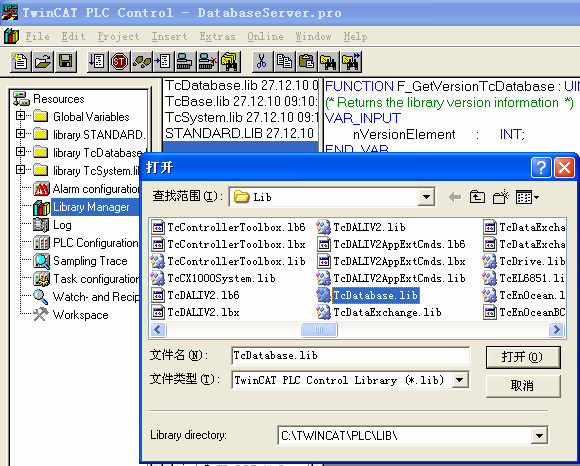 TwinCAT PLC Control - DatabaseServer.pro
File Edit Project Insert Extras Online Window Help
Resources
Global Variables
library STANDARD.
library TcDatabase.
library TcSystem.lib
Alarm configuration
Library Manager
Log
PLC Configuration
Sampling Trace
Task configuration
Watch- and Recip
Workspace
TcDatabase.lib 27.12.10 09
TcBase.lib 27.12.10 09:10:
TcSystem.lib 27.12.10 09:1
STANDARD.LIB 27.12.10
FUNCTION F_GetVersionTcDatabase : UIN
(* Returns the library version information *)
VAR_INPUT
nVersionElement : INT;
END_VAR
打开
查找范围(I): Lib
TcControllerToolbox.lb6
TcControllerToolbox.lbx
TcControllerToolbox.lib
TcCX1000System.lib
TcDALIV2.lb6
TcDALIV2.lbx
TcDALIV2.lib
TcDALIV2AppExtCmds.lb6
TcDALIV2AppExtCmds.lbx
TcDALIV2AppExtCmds.lib
TcDatabase.lib
TcDataExchange.lib
TcDataExcha
TcDataExcha
TcDrive.lib
TcEL6851.li
TcEnOcean.l
TcEnOceanBC
文件名(N): TcDatabase.lib 打开(O)
文件类型(T): TwinCAT PLC Control Library (*.lib) 取消
Library directory: C:\TWINCAT\PLC\LIB\